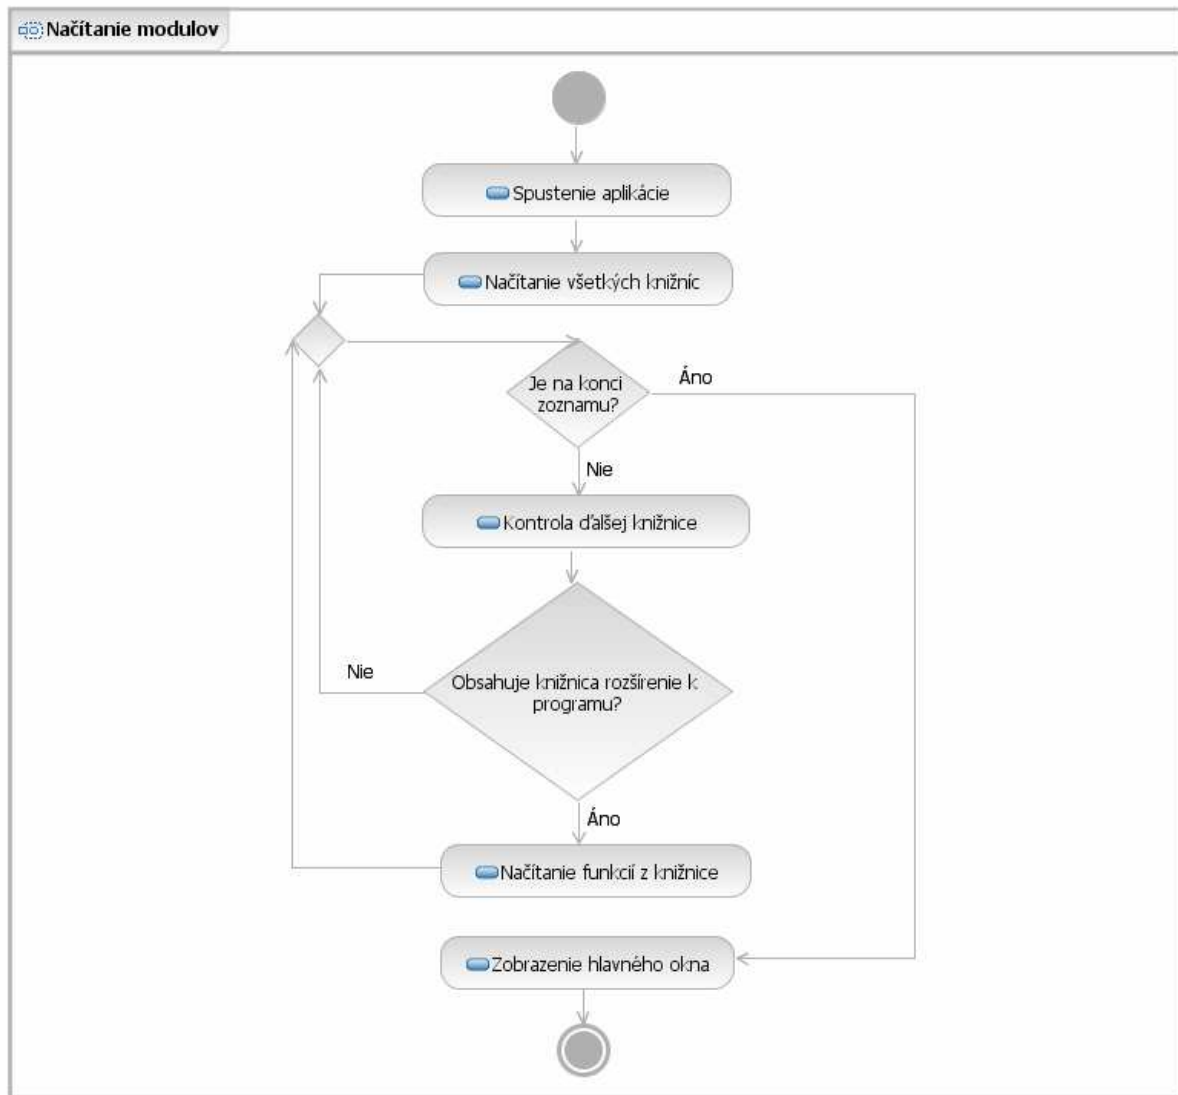 Načítanie modulov
Spustenie aplikácie
Načítanie všetkých knižníc
Je na konci
zoznamu?
Áno
Nie
Kontrola ďalšej knižnice
Nie
Obsahuje knižnica rozšírenie k
programu?
Áno
Načítanie funkcií z knižnice
Zobrazenie hlavného okna